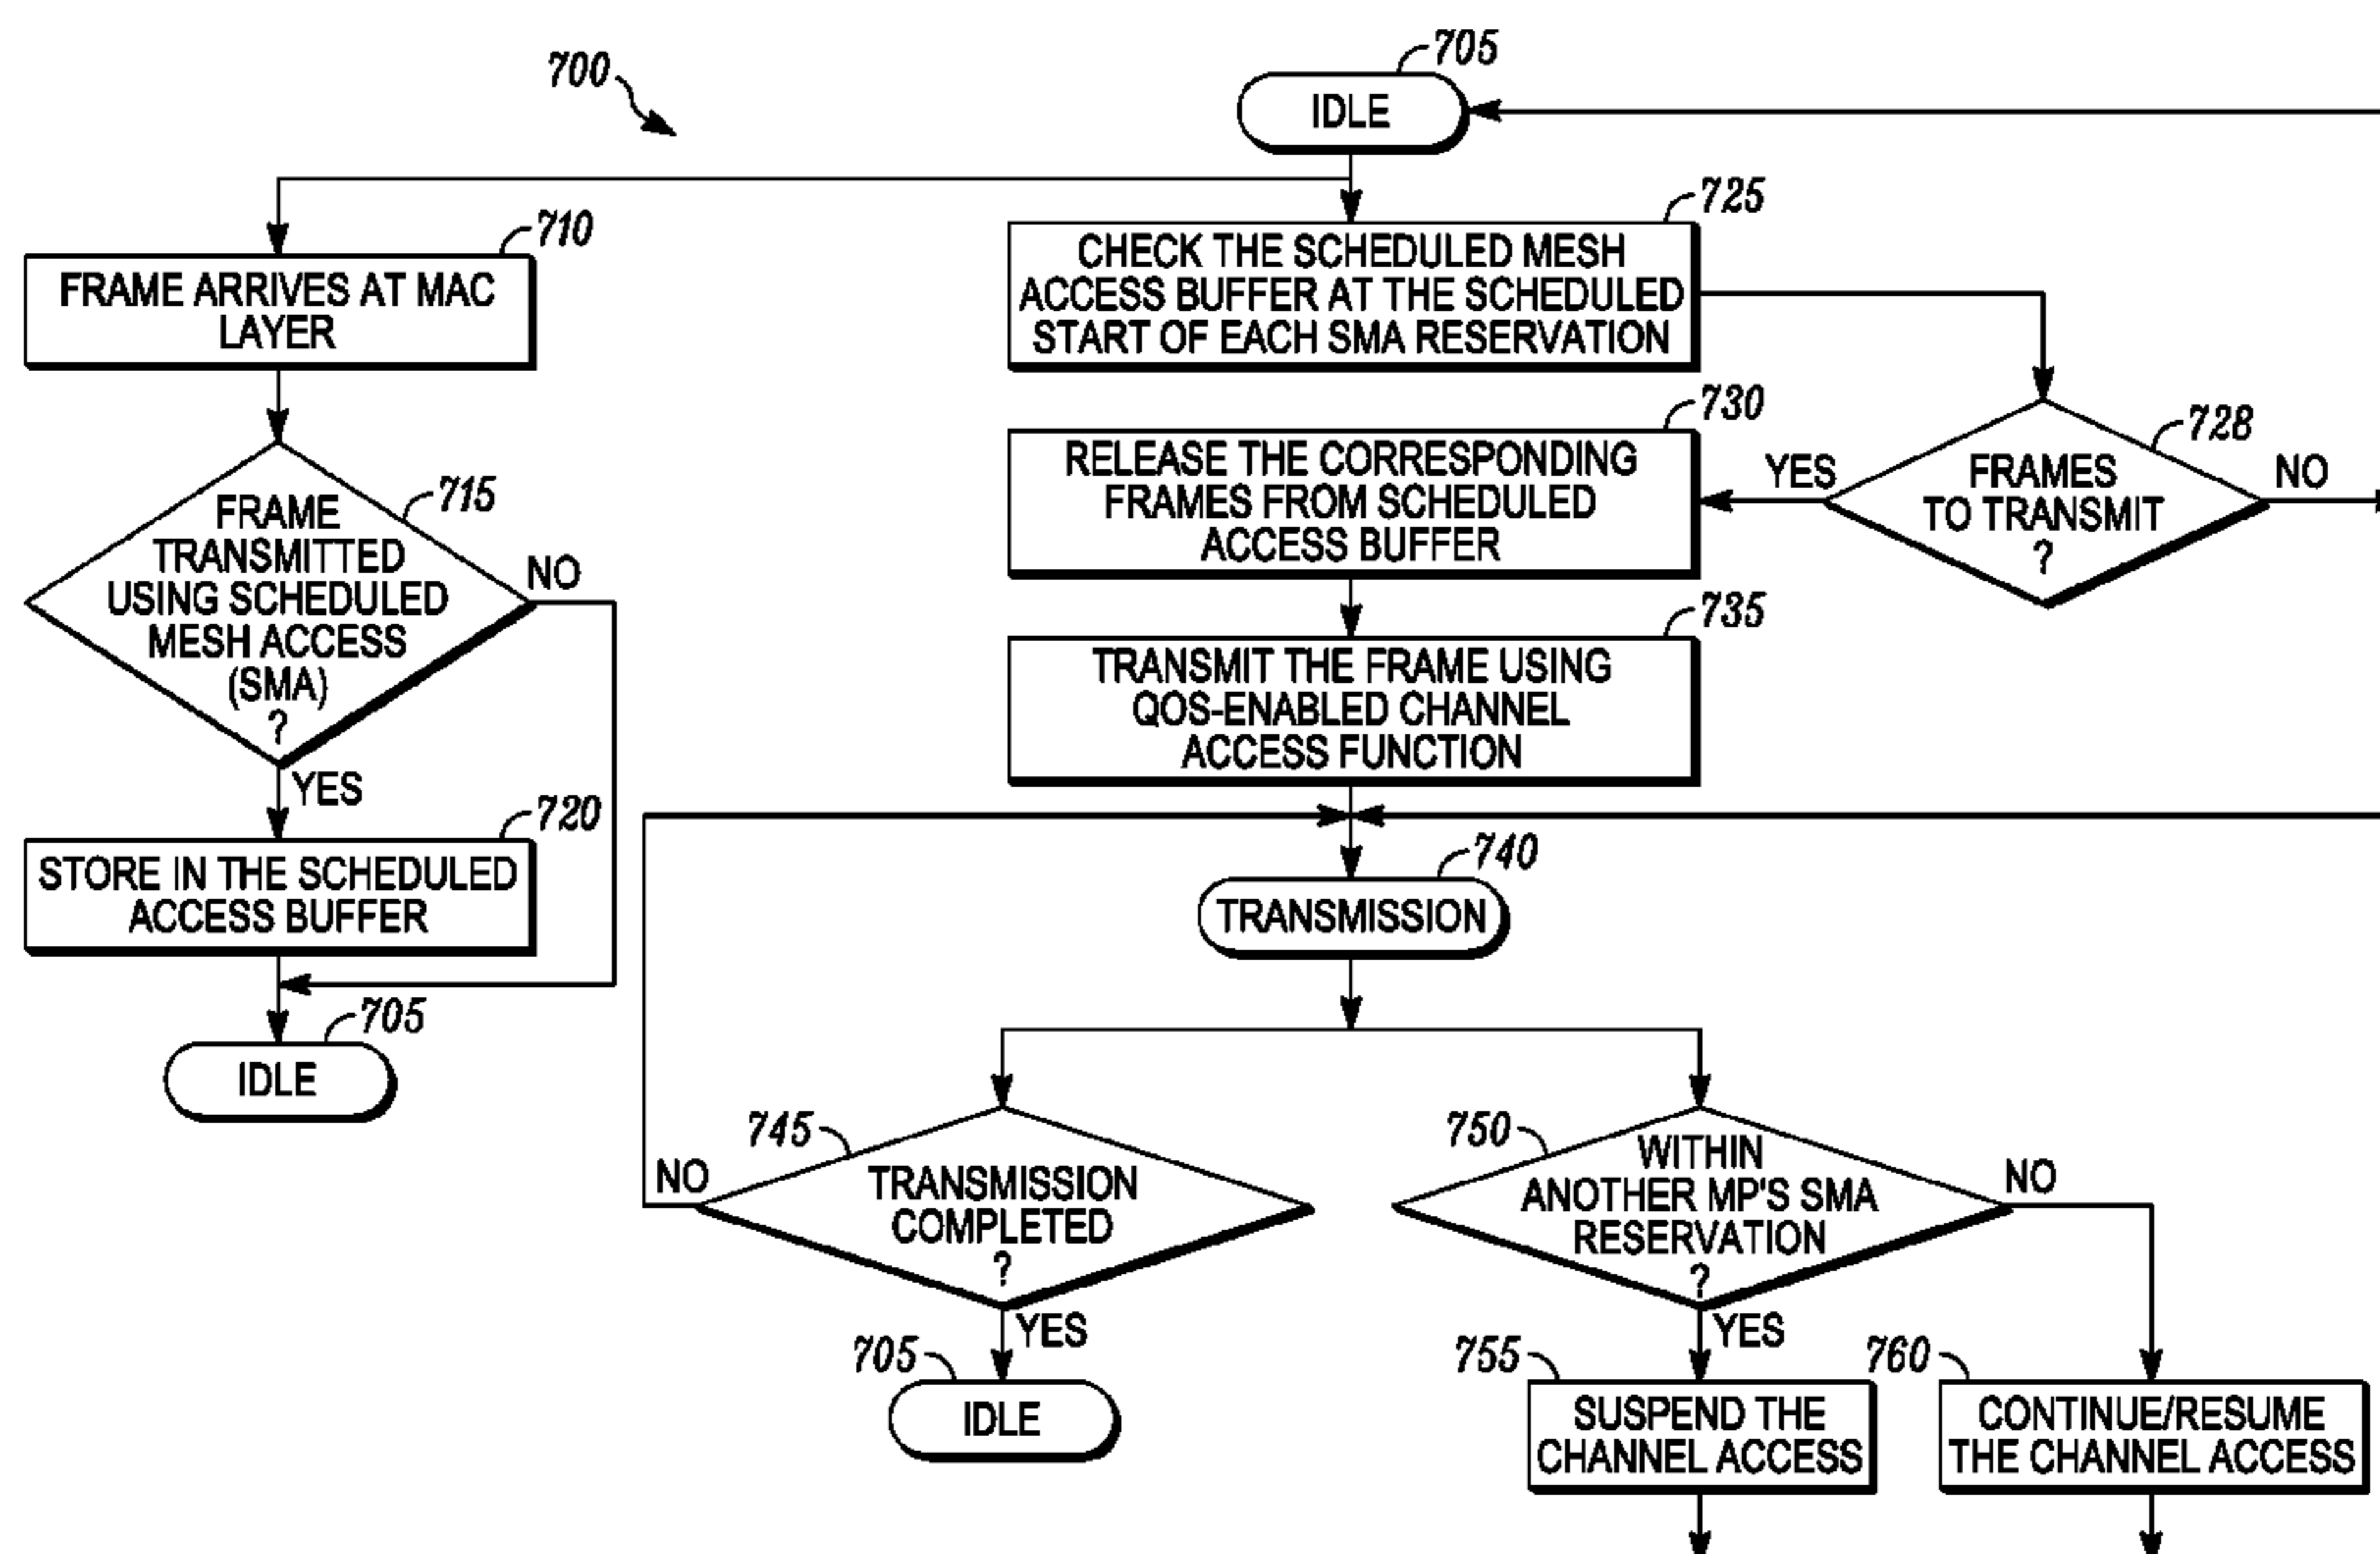 700
705
IDLE
710
FRAME ARRIVES AT MAC
LAYER
715
FRAME
TRANSMITTED
USING SCHEDULED
MESH ACCESS
(SMA)
?
NO
YES
720
STORE IN THE SCHEDULED
ACCESS BUFFER
705
IDLE
725
CHECK THE SCHEDULED MESH
ACCESS BUFFER AT THE SCHEDULED
START OF EACH SMA RESERVATION
728
FRAMES
TO TRANSMIT
?
YES
NO
730
RELEASE THE CORRESPONDING
FRAMES FROM SCHEDULED
ACCESS BUFFER
735
TRANSMIT THE FRAME USING
QOS-ENABLED CHANNEL
ACCESS FUNCTION
740
TRANSMISSION
745
NO
TRANSMISSION
COMPLETED
?
YES
705
IDLE
750
WITHIN
ANOTHER MP'S SMA
RESERVATION
?
NO
YES
755
SUSPEND THE
CHANNEL ACCESS
760
CONTINUE/RESUME
THE CHANNEL ACCESS